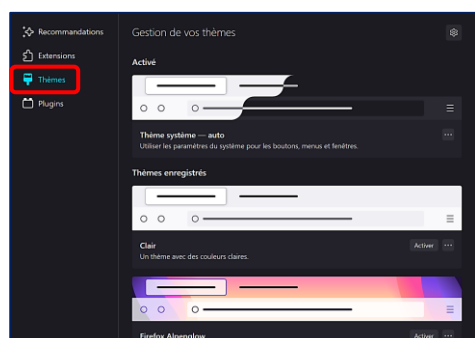 Recommandations
Extensions
Thèmes
Plugins
Gestion de vos thèmes
Activé
Thème système — auto
Utiliser les paramètres du système pour les boutons, menus et fenêtres.
Thèmes enregistrés
Clair
Activer
Un thème avec des couleurs claires.
Firefox Alpenglow
Activer